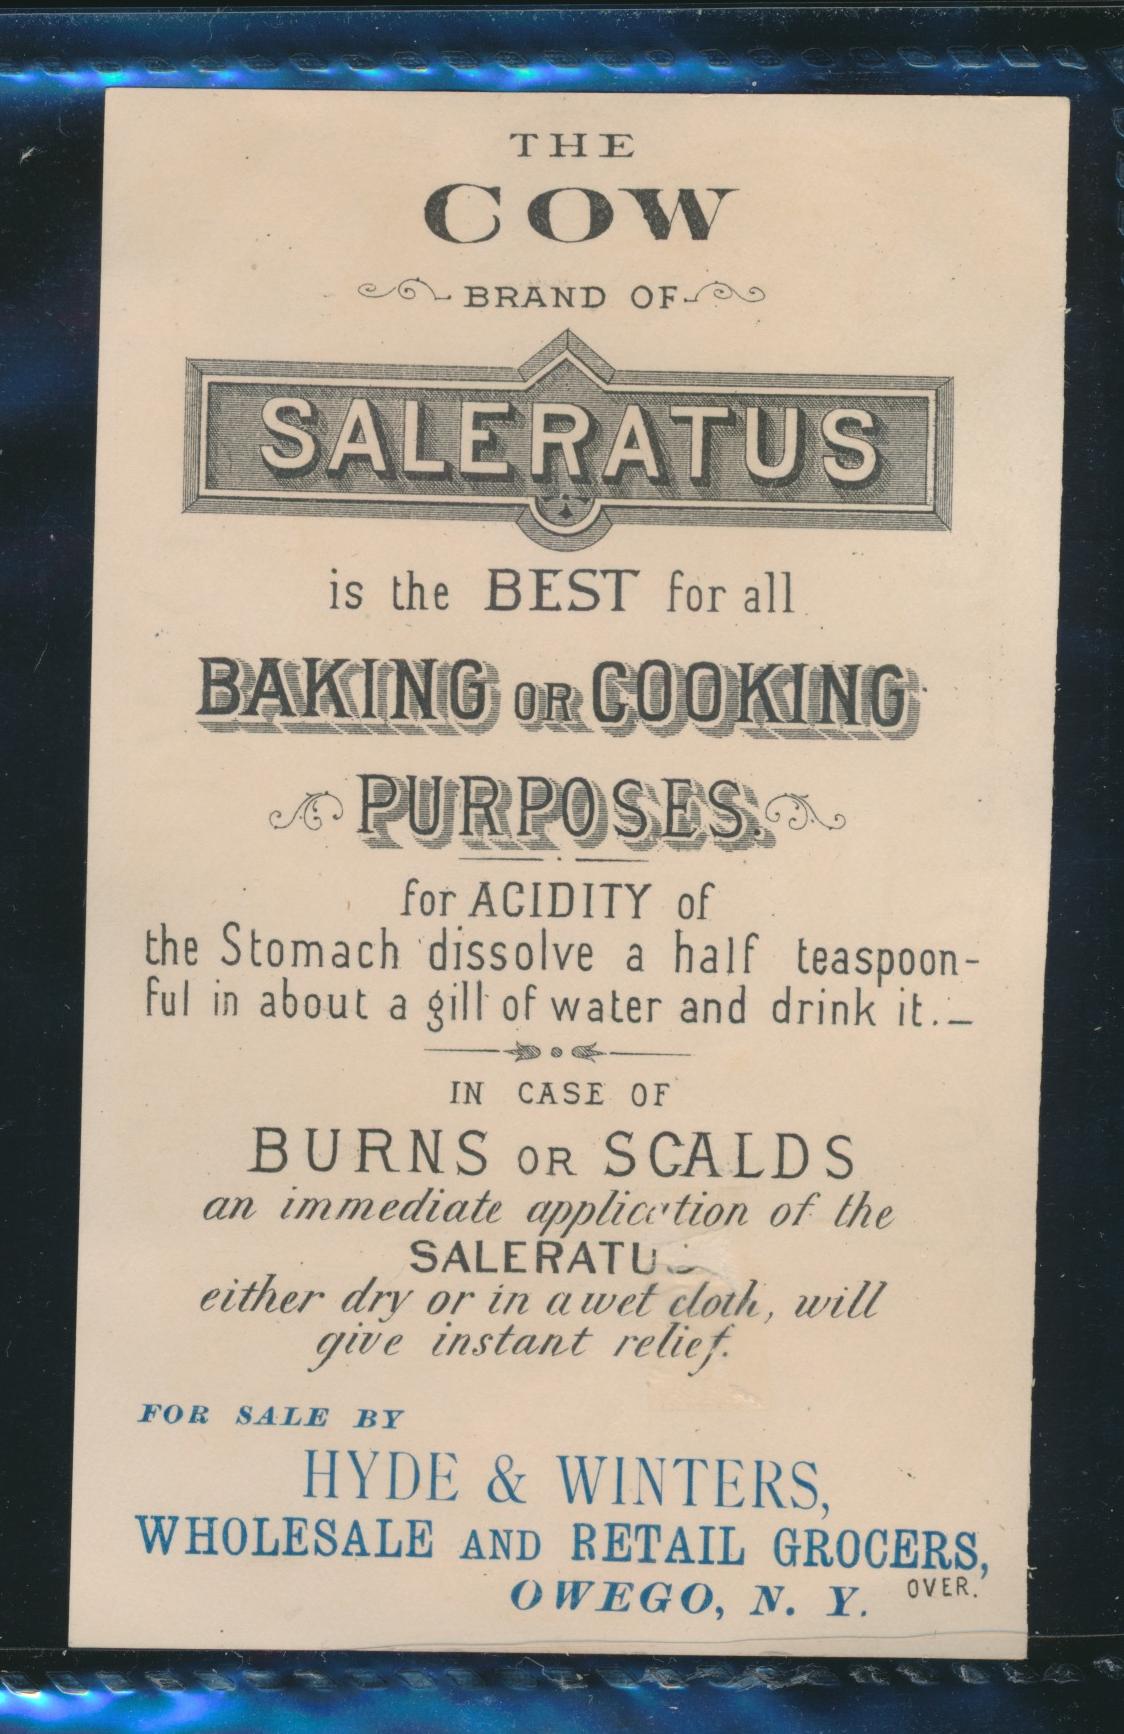 THE
COW
BRAND OF
SALERATUS
is the BEST for all
BAKING OR COOKING
PURPOSES.
for ACIDITY of
the Stomach dissolve a half teaspoon-
ful in about a gill of water and drink it._
IN CASE OF
BURNS OR SCALDS
an immediate application of the
SALERATUS
either dry or in a wet cloth, will
give instant relief.
FOR SALE BY
HYDE & WINTERS,
WHOLESALE AND RETAIL GROCERS,
OWEGO, N. Y.
OVER.